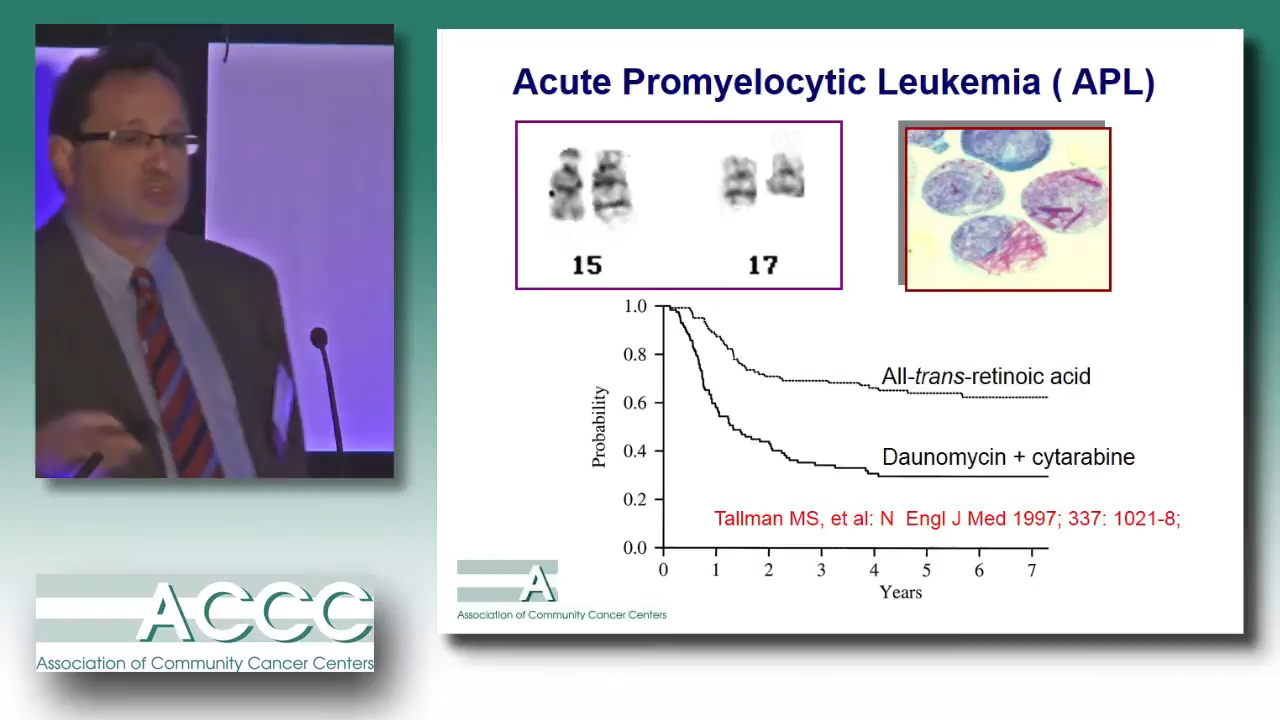 Acute Promyelocytic Leukemia ( APL)
15
17
1.0
0.8
0.6
0.4
0.2
0.0
Probability
All-trans-retinoic acid
Daunomycin + cytarabine
Tallman MS, et al: N Engl J Med 1997; 337: 1021-8;
0 1 2 3 4 5 6 7
Years
A
Association of Community Cancer Centers
ACCC
Association of Community Cancer Centers